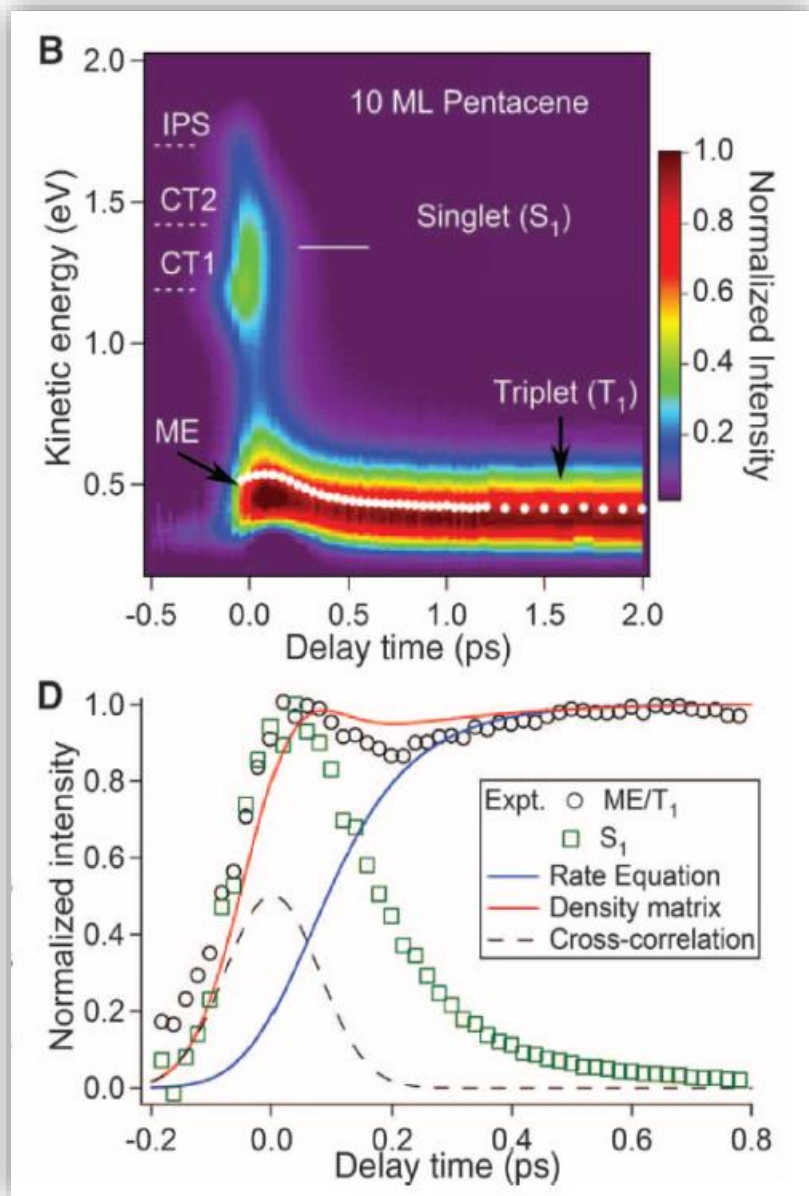 B
2.0
10 ML Pentacene
IPS
1.0
CT2
1.5
Singlet (S₁)
0.8
CT1
0.6
1.0
0.4
Triplet (T₁)
ME
0.2
0.5
Kinetic energy (eV)
Normalized Intensity
-0.5 0.0 0.5 1.0 1.5 2.0
Delay time (ps)
D
1.0
0.8
0.6
0.4
0.2
0.0
Normalized intensity
Expt. ME/T₁
S₁
Rate Equation
Density matrix
Cross-correlation
-0.2 0.0 0.2 0.4 0.6 0.8
Delay time (ps)